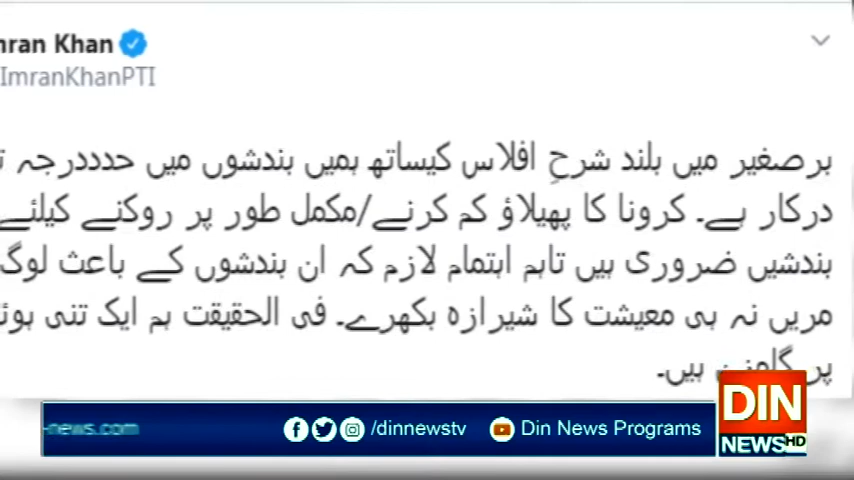 mran Khan
ImranKhanPTI
برصغیر میں بلند شرحِ افلاس کیساتھ ہمیں بندشوں میں حدددرجہ
درکار ہے۔ کرونا کا پھیلاؤ کم کرنے/مکمل طور پر روکنے کیلئے
بندشیں ضروری ہیں تاہم اہتمام لازم کہ ان بندشوں کے باعث لوگ
مریں نہ ہی معیشت کا شیرازہ بکھرے۔ فی الحقیقت ہم ایک تنی
پر گامزن ہیں۔
-news.com
/dinnewstv
Din News Programs
DIN
NEWS HD